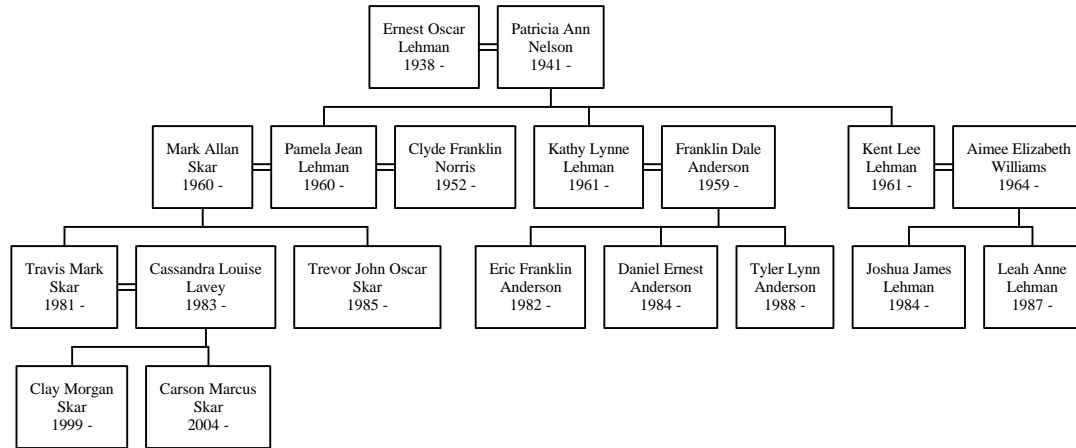 Ernest Oscar
Lehman
1938 -
Patricia Ann
Nelson
1941 -
Mark Allan
Skar
1960 -
Pamela Jean
Lehman
1960 -
Clyde Franklin
Norris
1952 -
Kathy Lynne
Lehman
1961 -
Franklin Dale
Anderson
1959 -
Kent Lee
Lehman
1961 -
Aimee Elizabeth
Williams
1964 -
Travis Mark
Skar
1981 -
Cassandra Louise
Lavey
1983 -
Trevor John Oscar
Skar
1985 -
Eric Franklin
Anderson
1982 -
Daniel Ernest
Anderson
1984 -
Tyler Lynn
Anderson
1988 -
Joshua James
Lehman
1984 -
Leah Anne
Lehman
1987 -
Clay Morgan
Skar
1999 -
Carson Marcus
Skar
2004 -